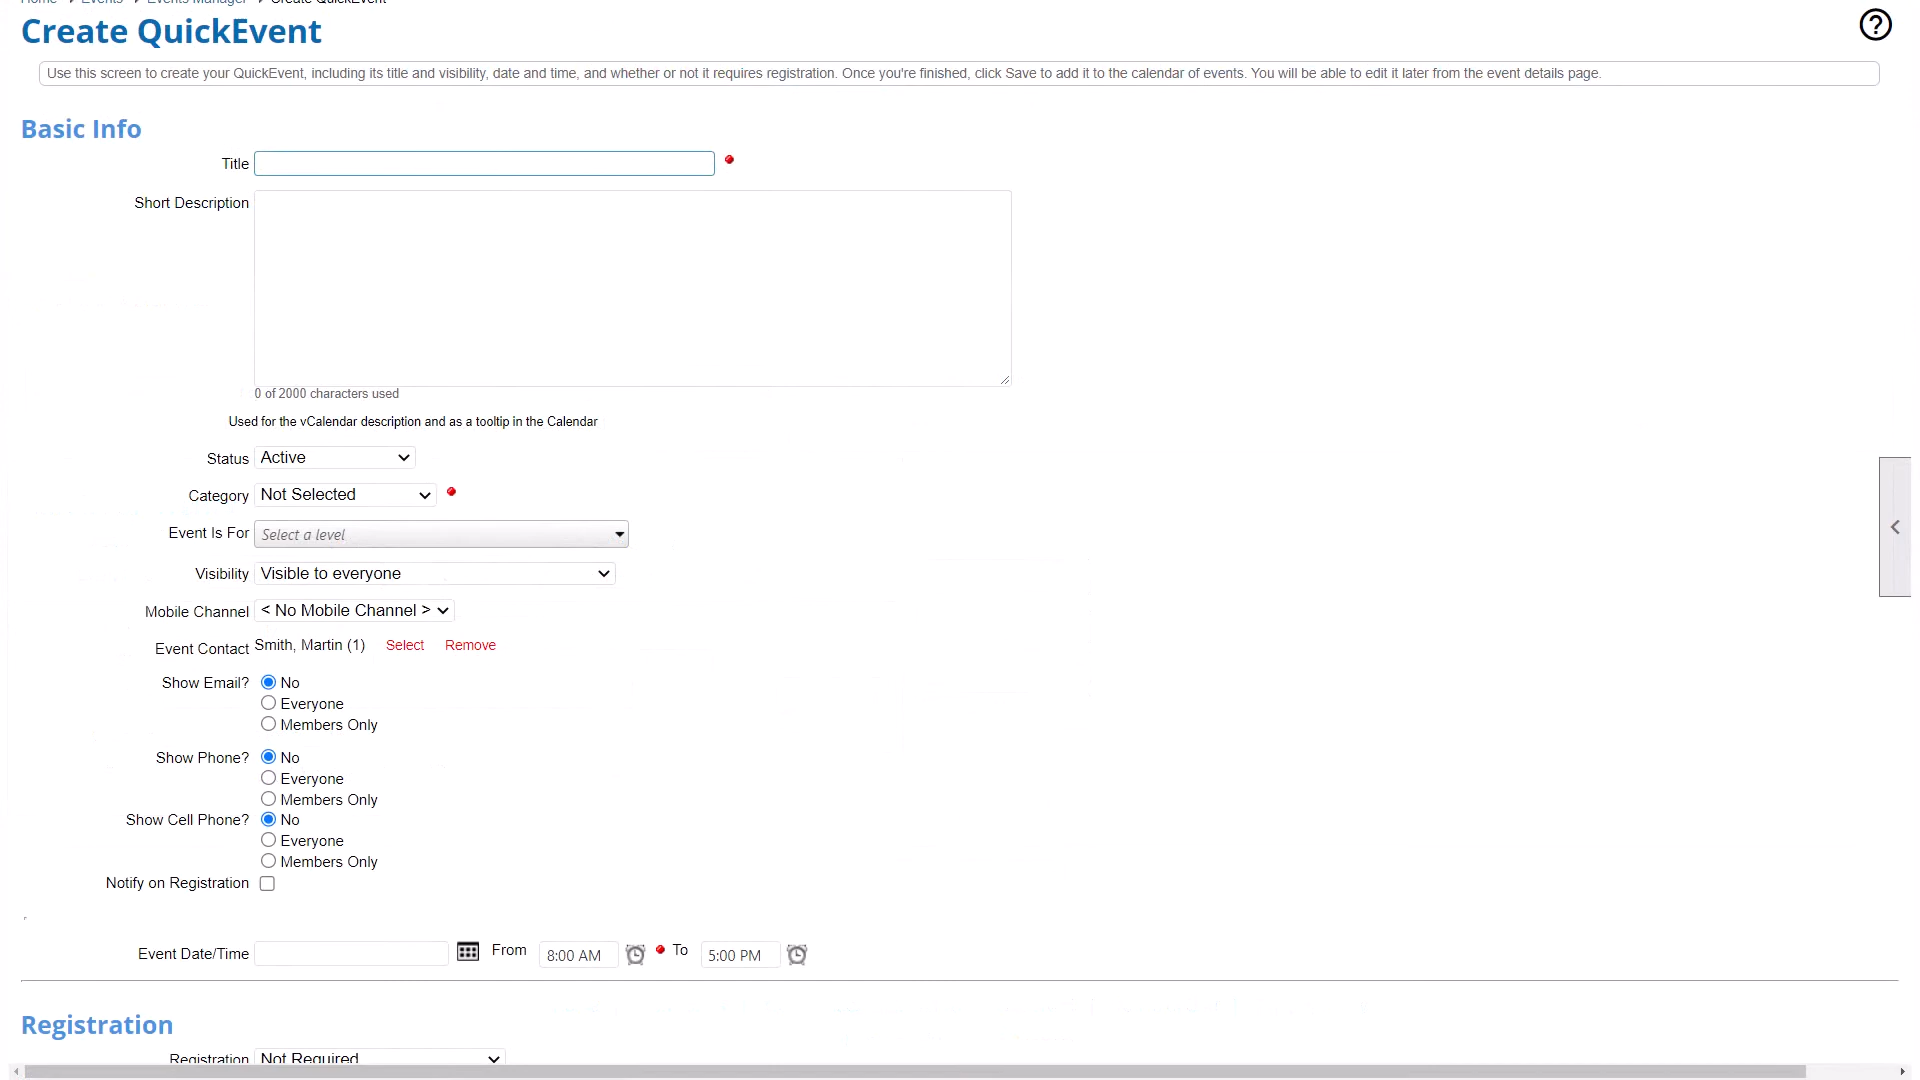 Home Events Events Manager Create QuickEvent
Create QuickEvent
Use this screen to create your QuickEvent, including its title and visibility, date and time, and whether or not it requires registration. Once you're finished, click Save to add it to the calendar of events. You will be able to edit it later from the event details page.
Basic Info
Title
Short Description
0 of 2000 characters used
Used for the vCalendar description and as a tooltip in the Calendar
Status Active
Category Not Selected
Event Is For Select a level
Visibility Visible to everyone
Mobile Channel < No Mobile Channel >
Event Contact Smith, Martin (1) Select Remove
Show Email? No
Everyone
Members Only
Show Phone? No
Everyone
Members Only
Show Cell Phone? No
Everyone
Members Only
Notify on Registration
Event Date/Time From 8:00 AM To 5:00 PM
Registration
Registration Not Required